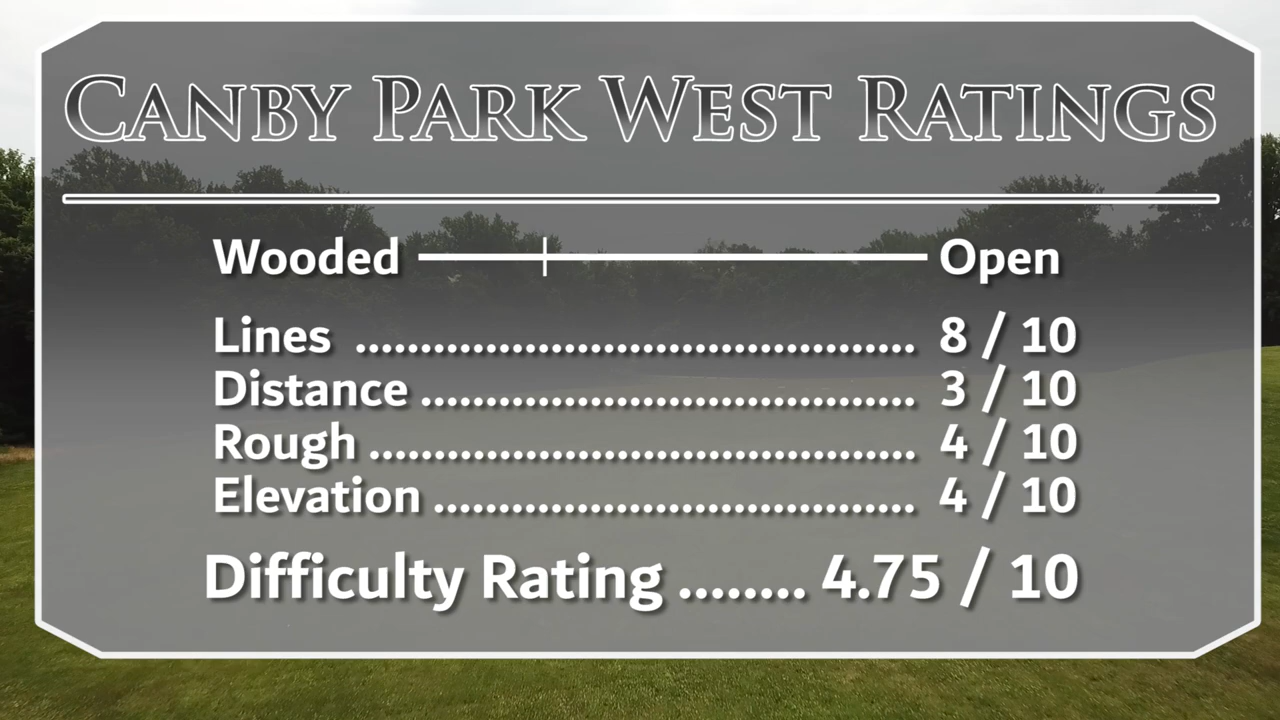 Canby Park West Ratings
Wooded Open
Lines ........................................... 8 / 10
Distance ...................................... 3 / 10
Rough .......................................... 4 / 10
Elevation ..................................... 4 / 10
Difficulty Rating ........ 4.75 / 10